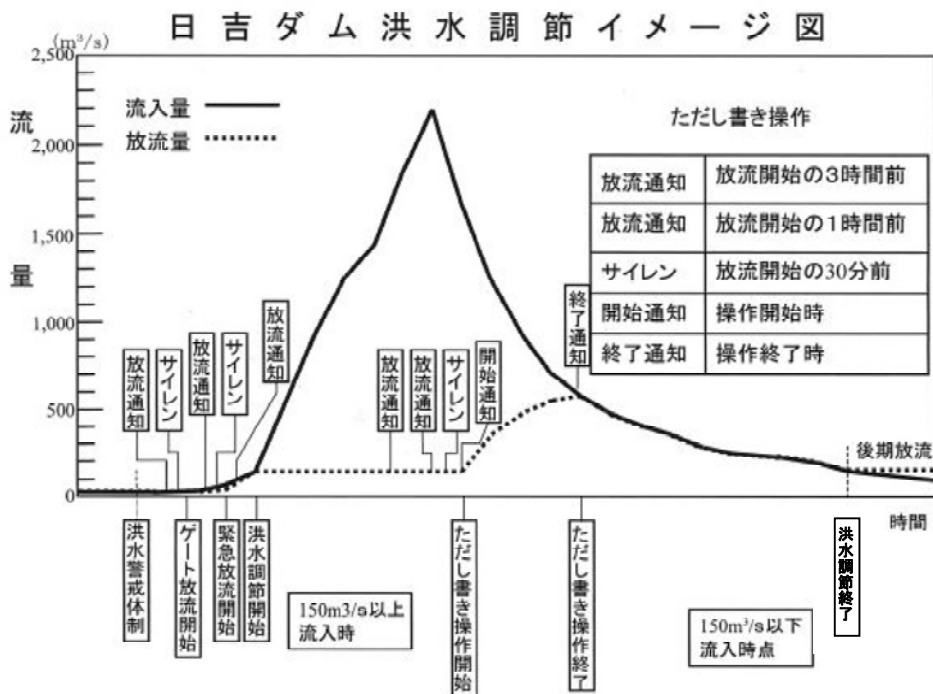 日吉ダム洪水調節イメージ図
(m³/s)
2,500
2,000
1,500
1,000
500
0
流量
流入量
放流量
ただし書き操作
放流通知 放流開始の3時間前
放流通知 放流開始の1時間前
サイレン 放流開始の30分前
開始通知 操作開始時
終了通知 操作終了時
放流通知
サイレン
放流通知
サイレン
放流通知
放流通知
放流通知
サイレン
開始通知
終了通知
後期放流
時間
洪水警戒体制
ゲート放流開始
緊急放流開始
洪水調節開始
150m3/s以上
流入時
ただし書き操作開始
ただし書き操作終了
150m³/s以下
流入時点
洪水調節終了